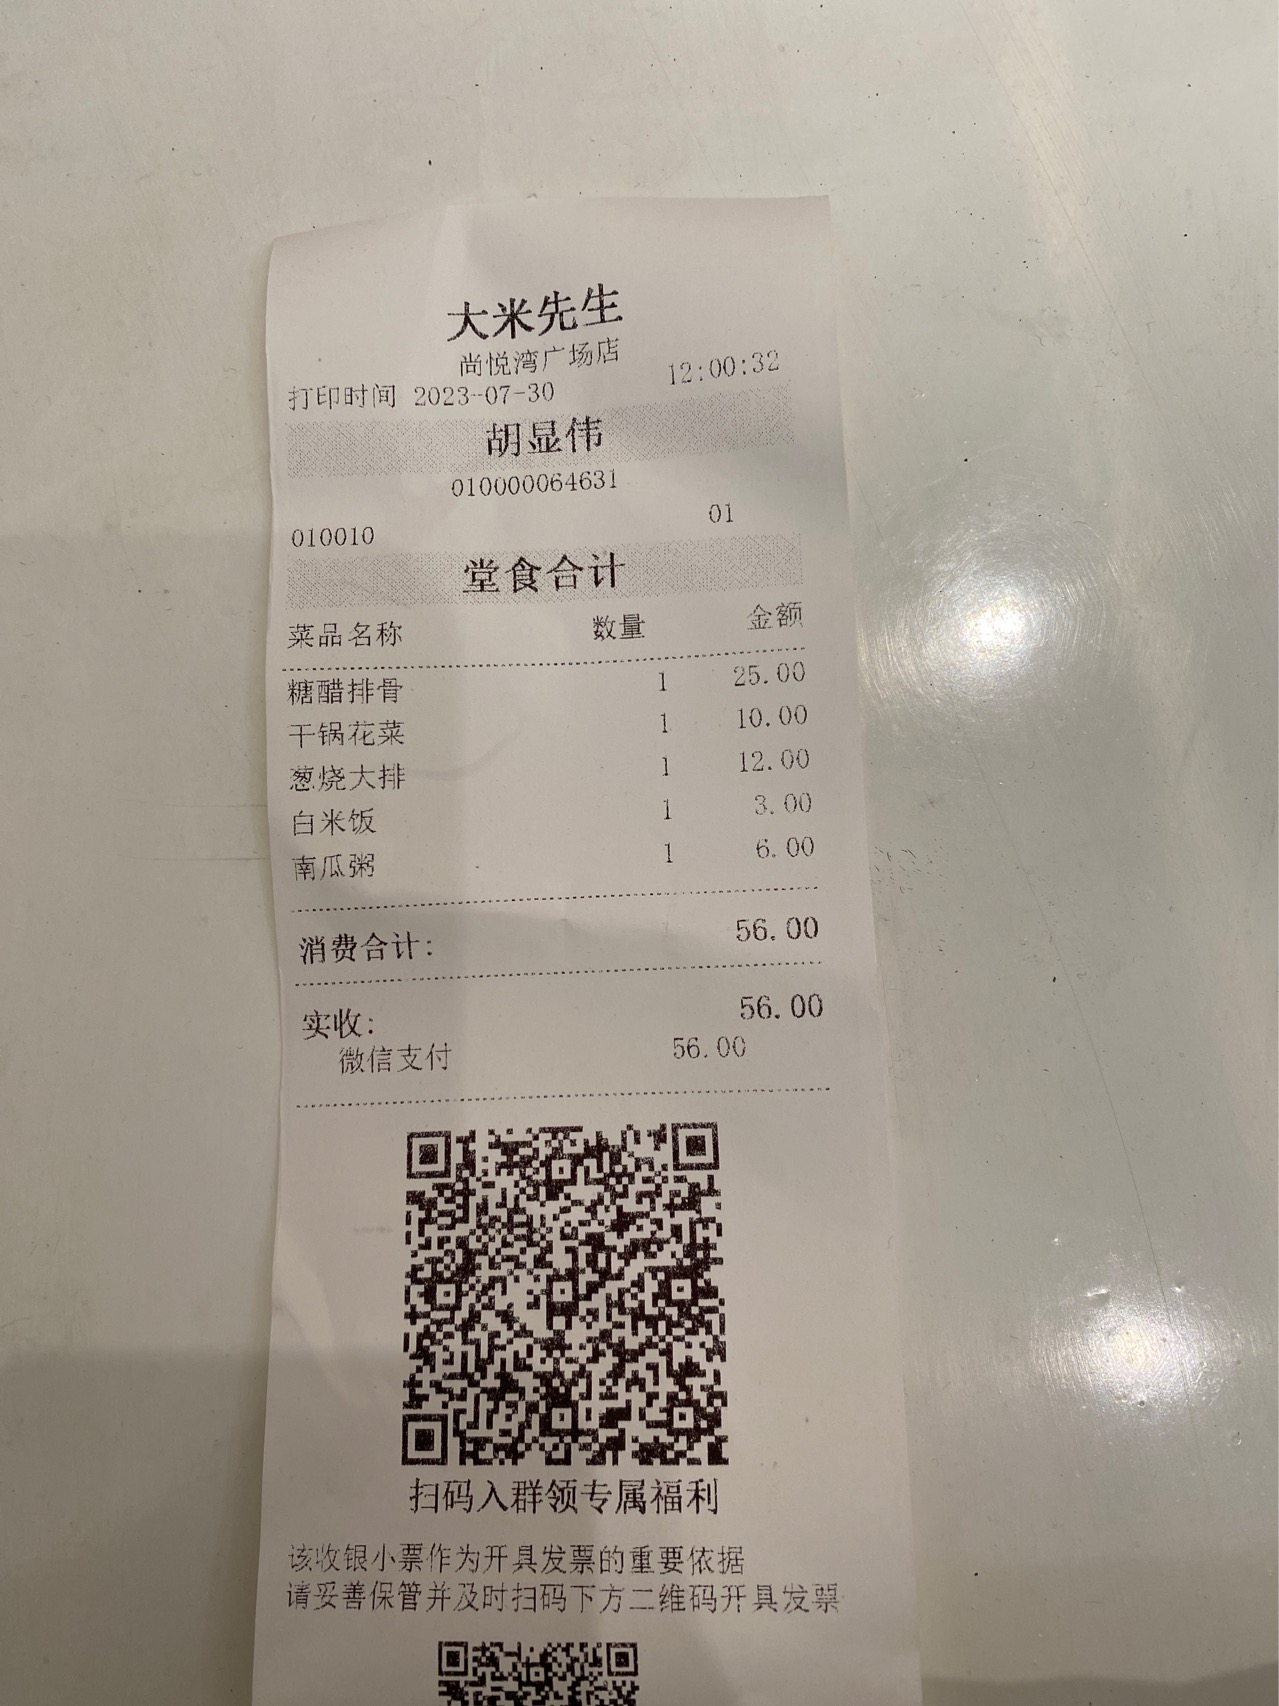 大米先生
尚悦湾广场店
打印时间 2023-07-30 12:00:32
胡显伟
010000064631
010010 01
堂食合计
菜品名称 数量 金额
糖醋排骨 1 25.00
干锅花菜 1 10.00
葱烧大排 1 12.00
白米饭 1 3.00
南瓜粥 1 6.00
消费合计: 56.00
实收: 56.00
微信支付 56.00
扫码入群领专属福利
该收银小票作为开具发票的重要依据
请妥善保管并及时扫码下方二维码开具发票